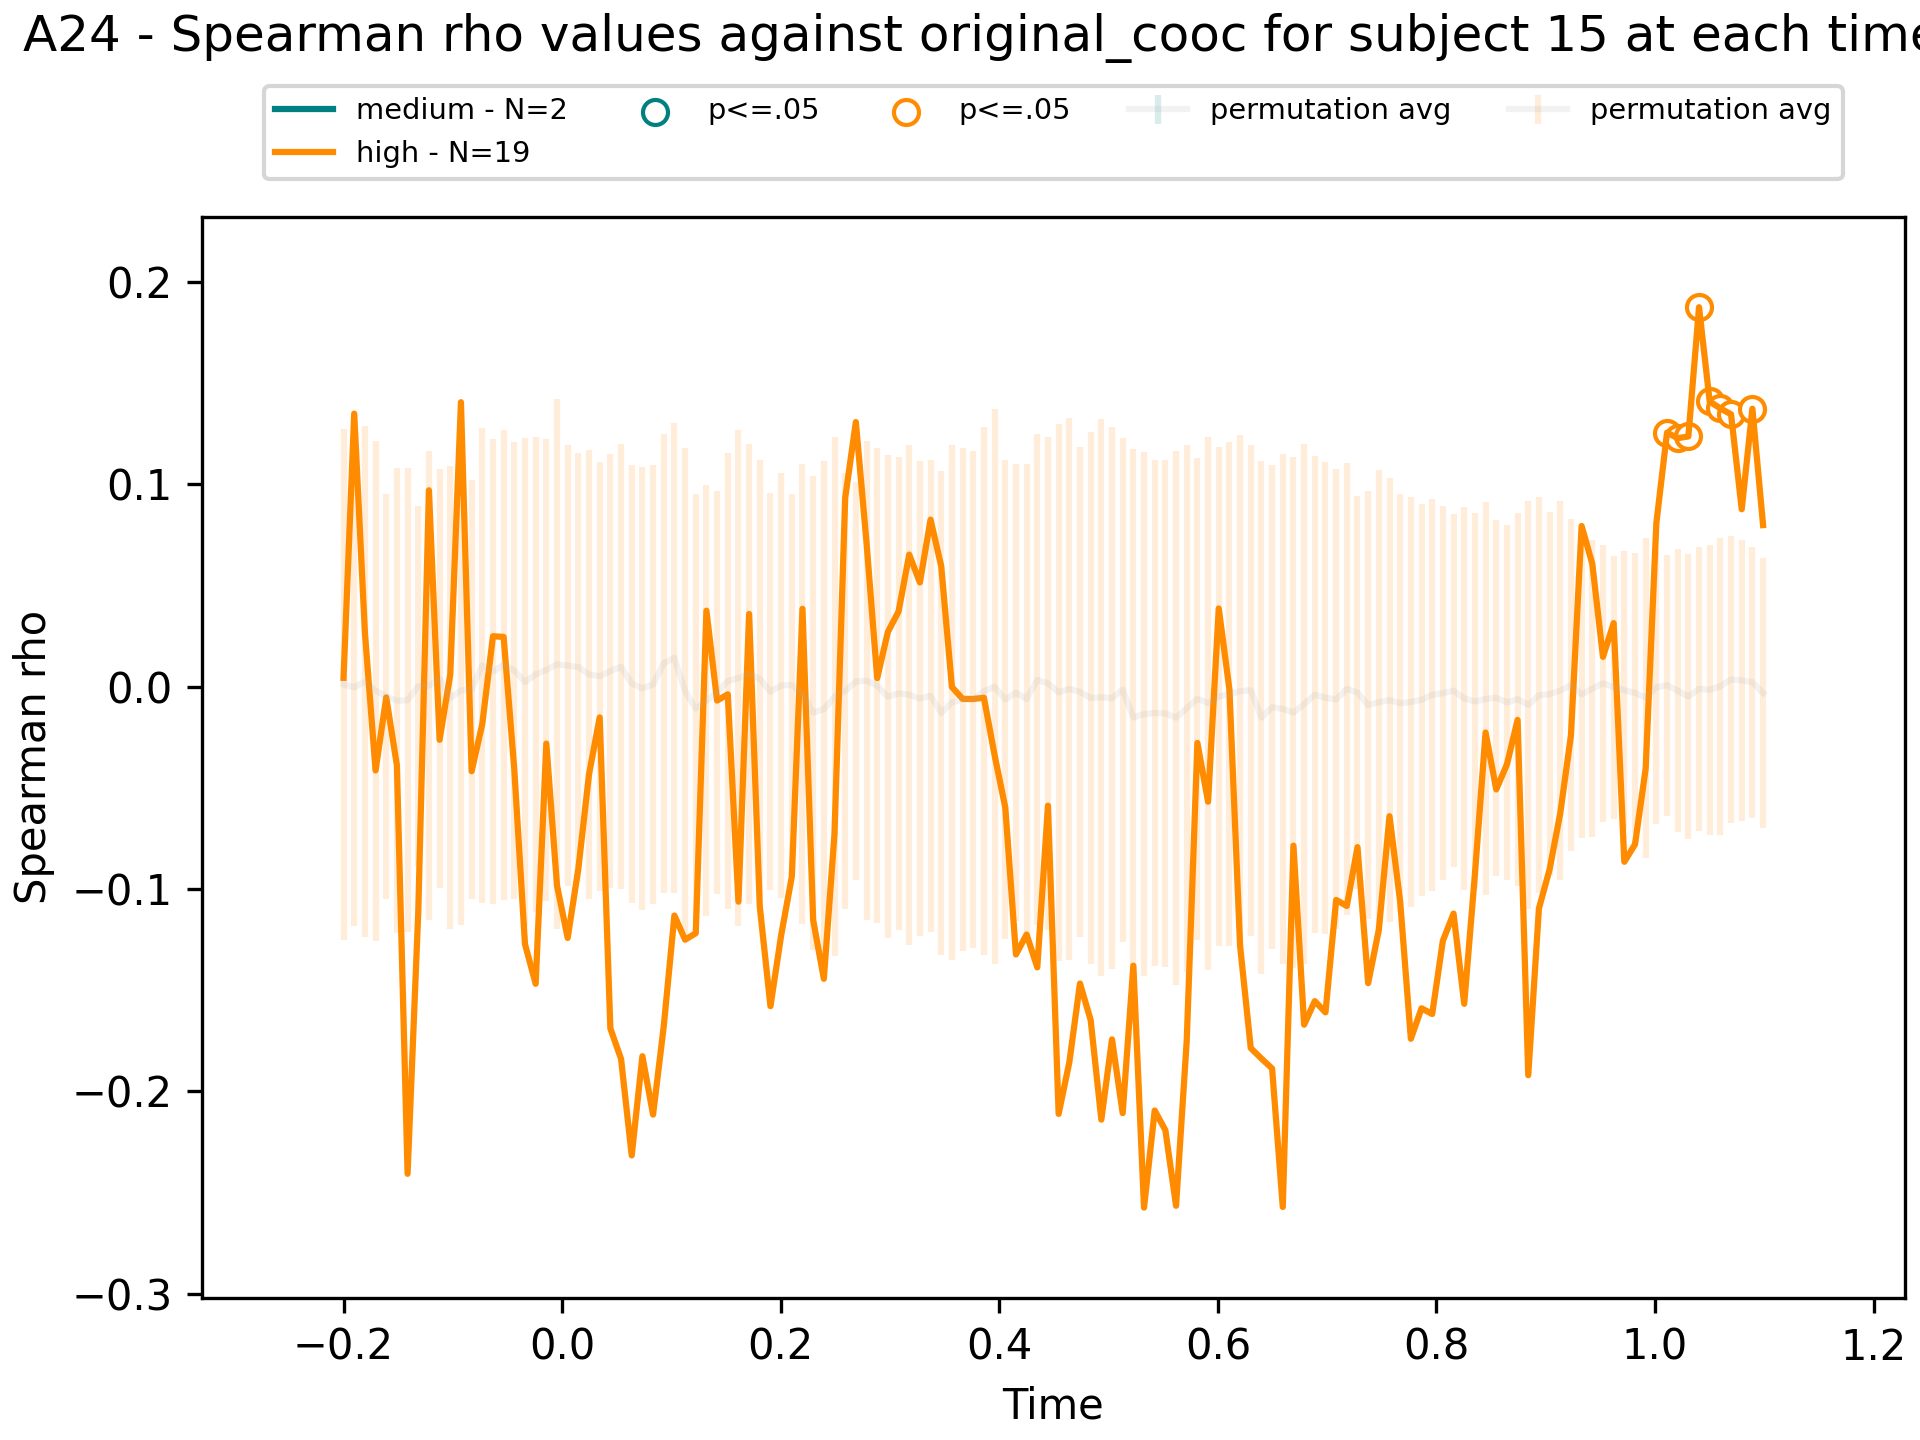 A24 - Spearman rho values against original_cooc for subject 15 at each time
medium - N=2
high - N=19
p<=.05
p<=.05
permutation avg
permutation avg
Spearman rho
0.2
0.1
0.0
−0.1
−0.2
−0.3
−0.2 0.0 0.2 0.4 0.6 0.8 1.0 1.2
Time